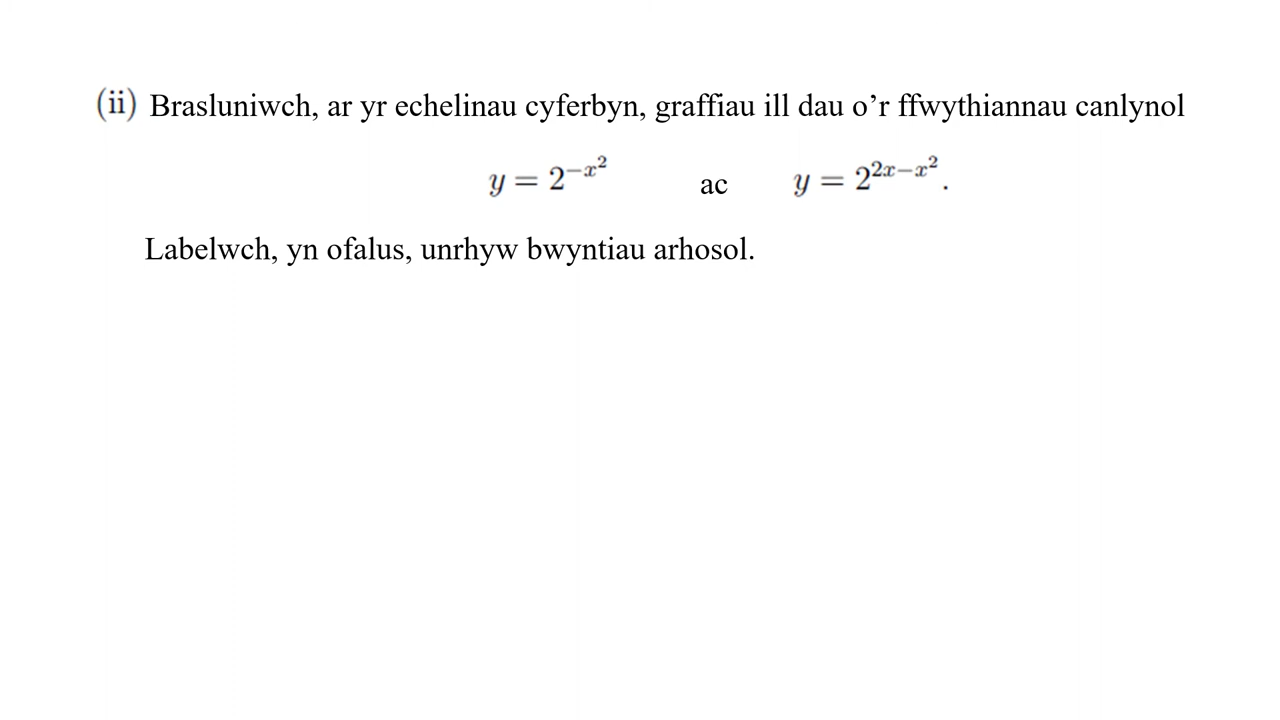 (ii) Brasluniwch, ar yr echelinau cyferbyn, graffiau ill dau o’r ffwythiannau canlynol
y = 2^{-x^2} ac y = 2^{2x-x^2}.
Labelwch, yn ofalus, unrhyw bwyntiau arhosol.